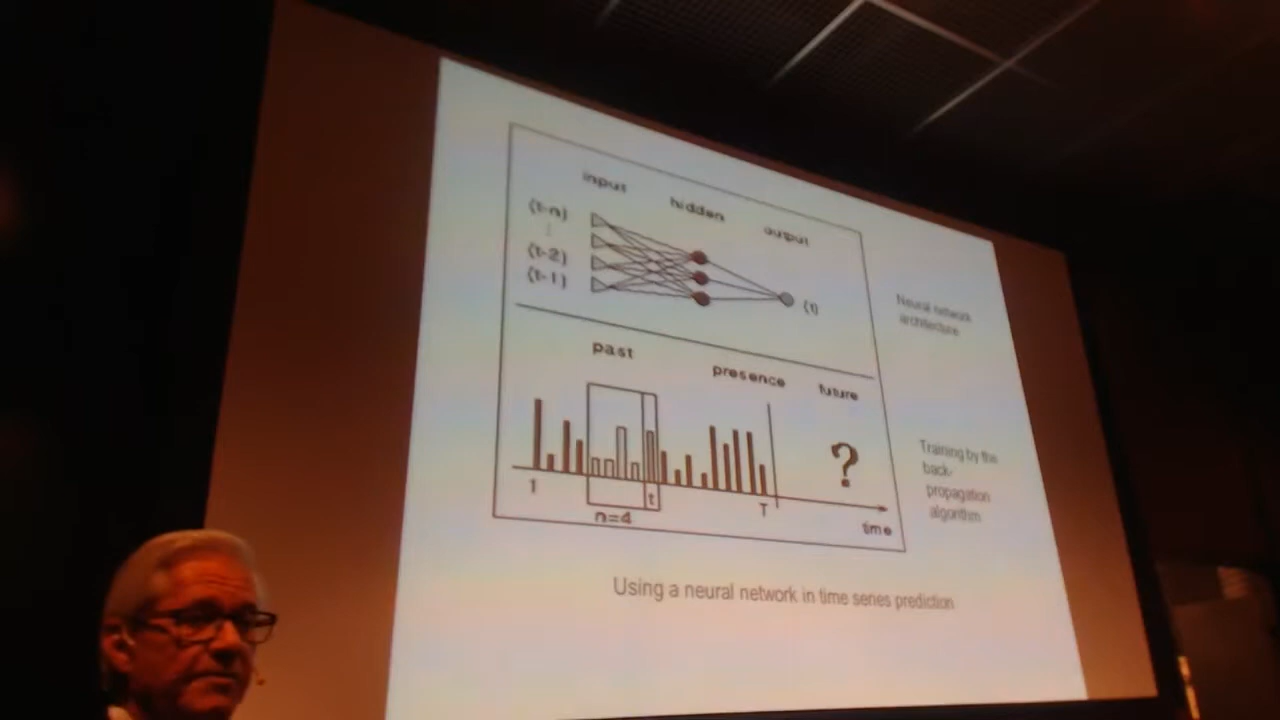 input
hidden
output
(t-n)
(t-2)
(t-1)
(t)
Neural network
architecture
past
presence
future
?
1
t
T
n=4
time
Training by the
back-
propagation
algorithm
Using a neural network in time series prediction